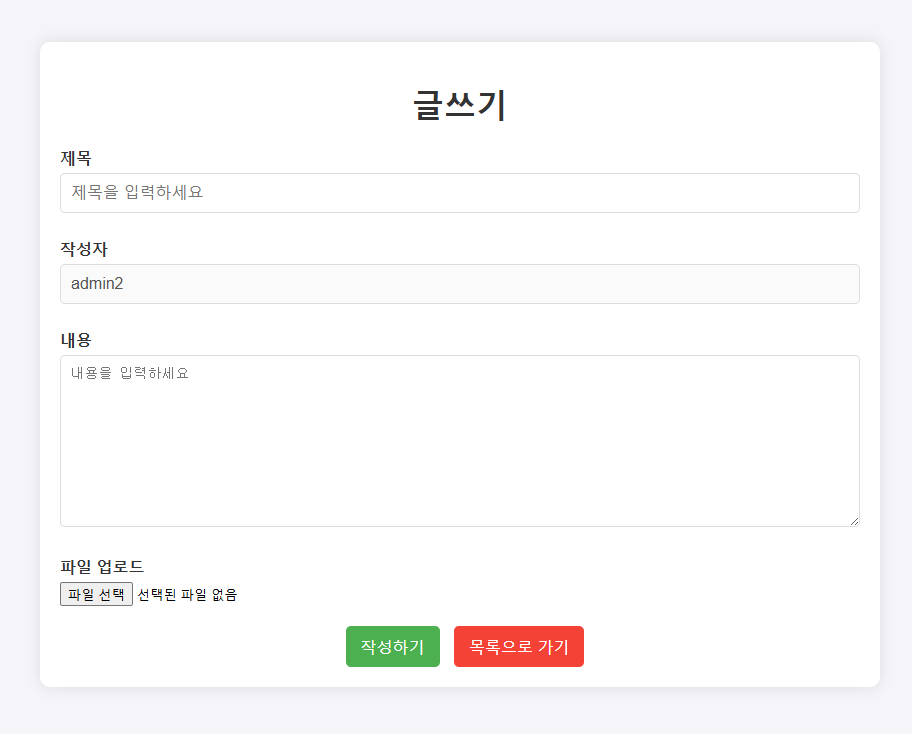 글쓰기
제목
제목을 입력하세요
작성자
admin2
내용
내용을 입력하세요
파일 업로드
파일 선택 선택된 파일 없음
작성하기 목록으로 가기